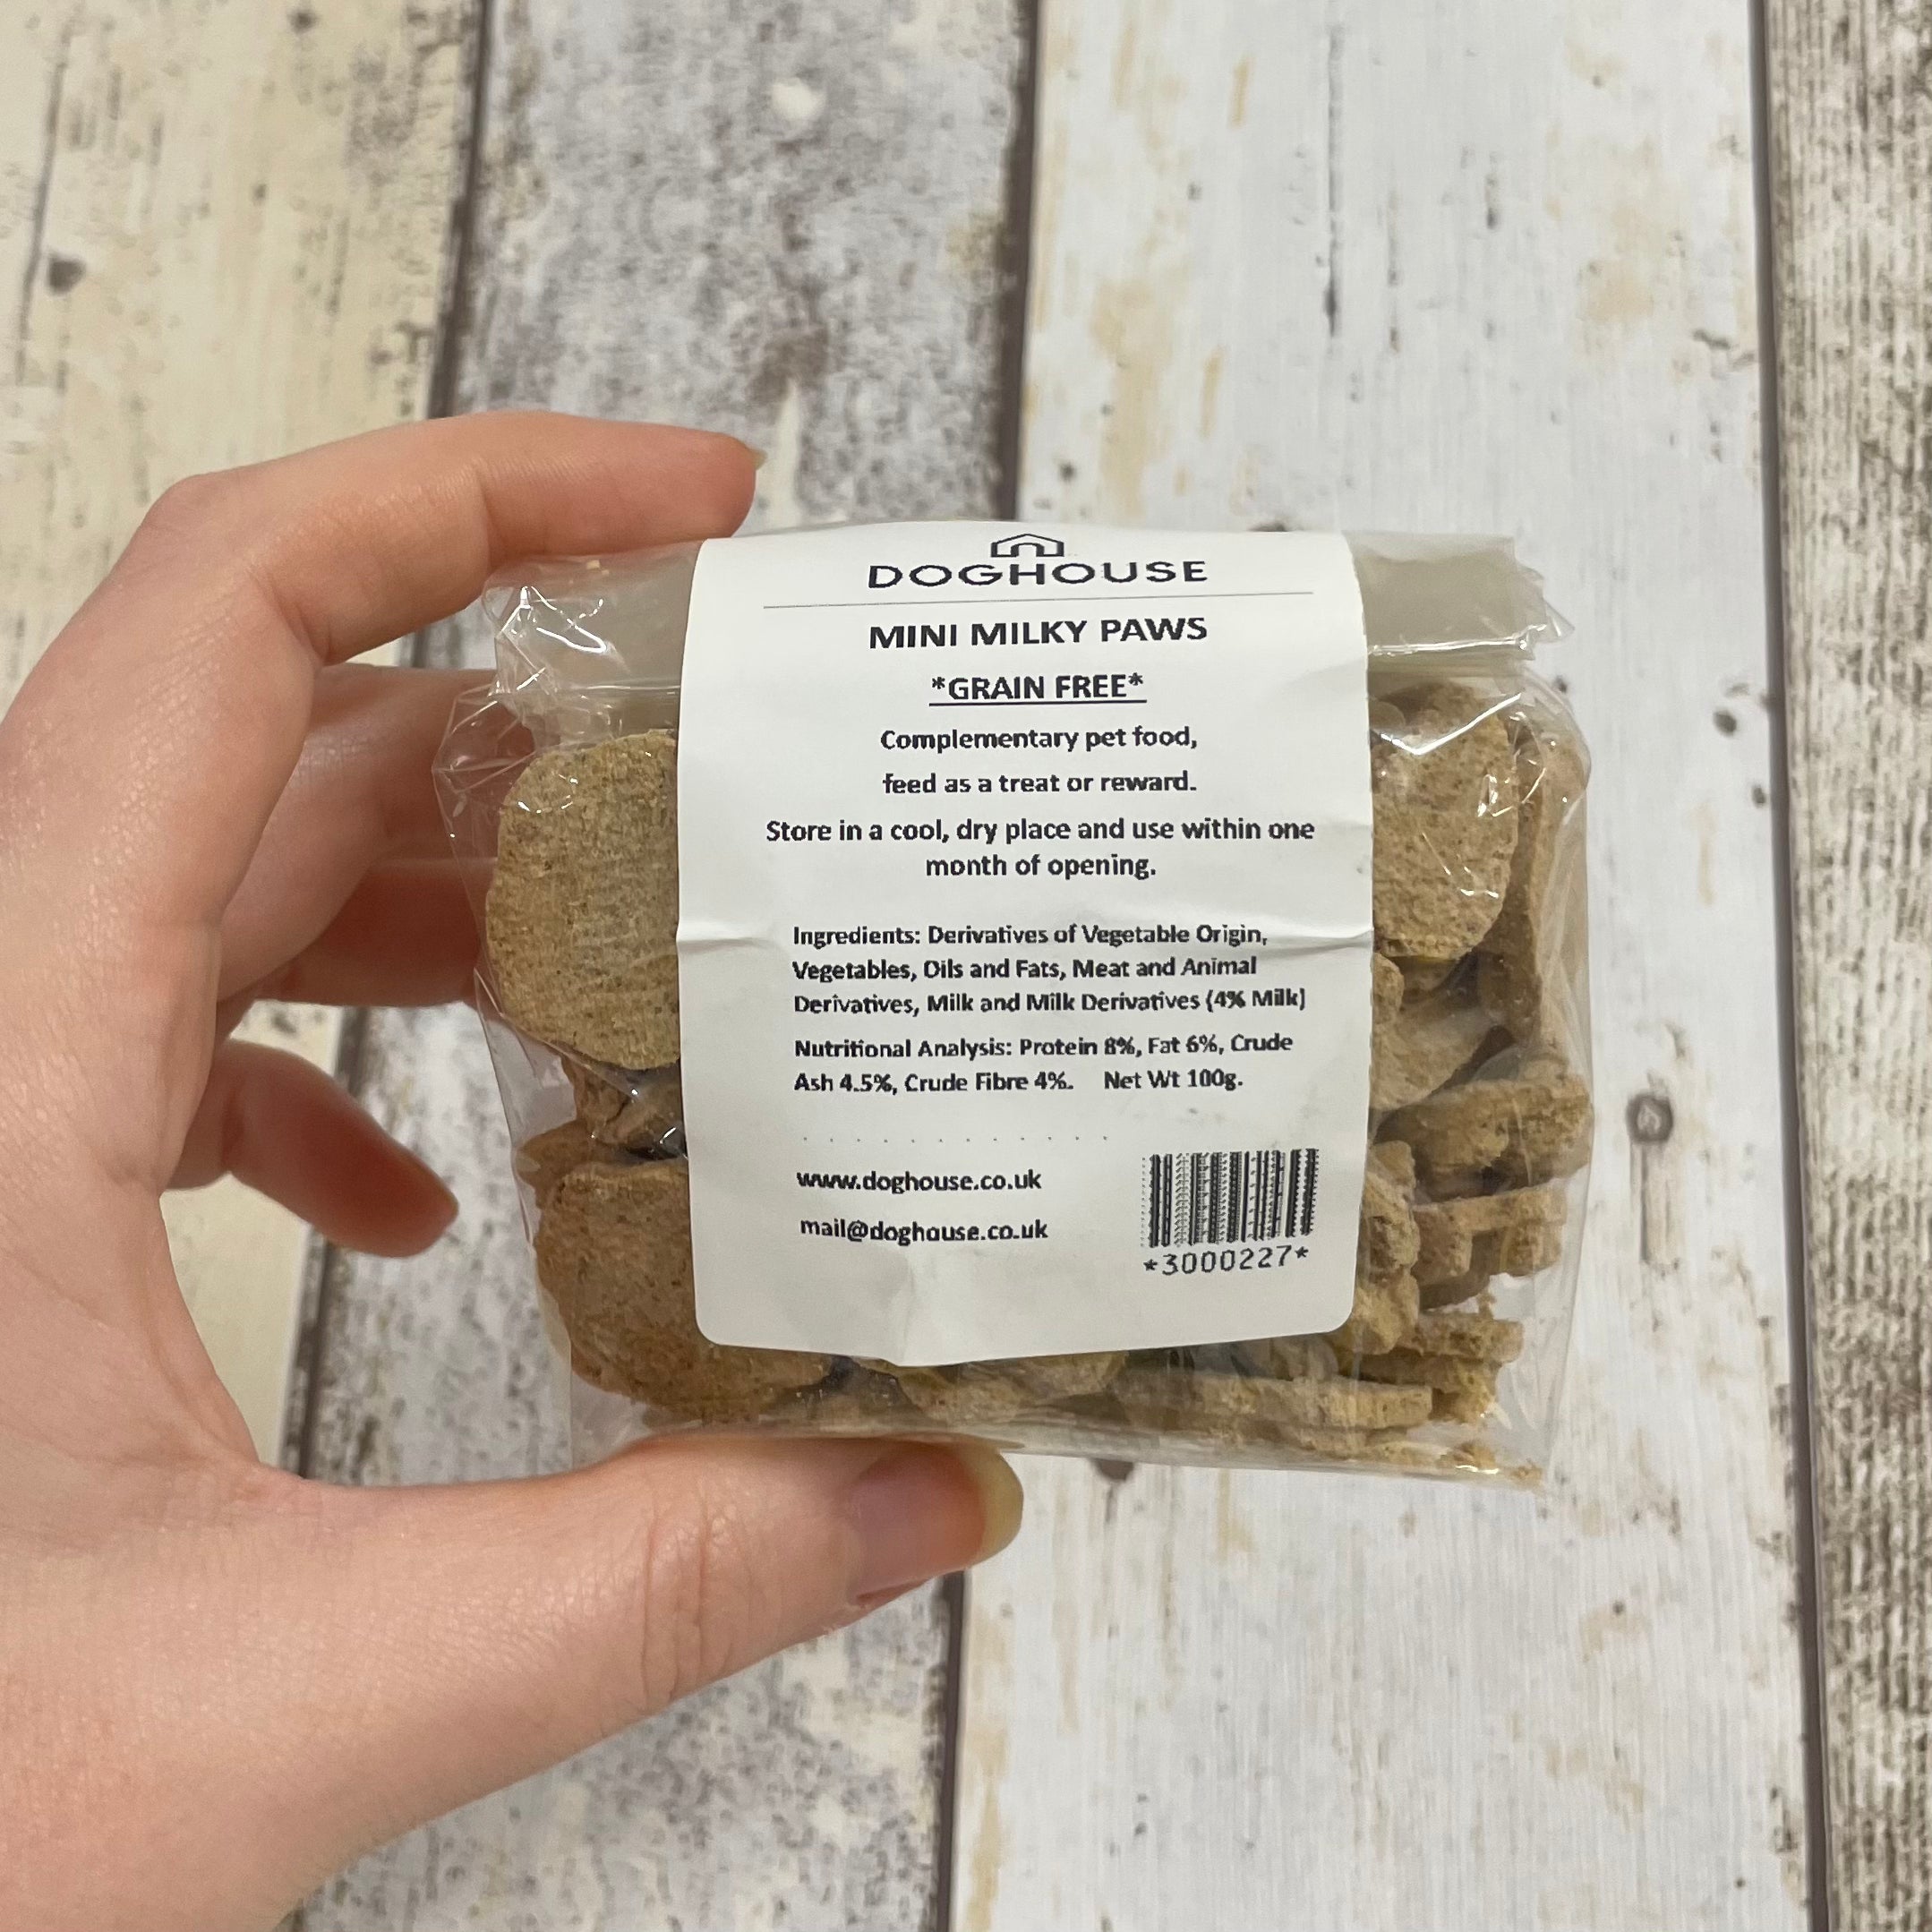 DOGHOUSE
MINI MILKY PAWS
*GRAIN FREE*
Complementary pet food,
feed as a treat or reward.
Store in a cool, dry place and use within one
month of opening.
Ingredients: Derivatives of Vegetable Origin,
Vegetables, Oils and Fats, Meat and Animal
Derivatives, Milk and Milk Derivatives (4% Milk)
Nutritional Analysis: Protein 8%, Fat 6%, Crude
Ash 4.5%, Crude Fibre 4%. Net Wt 100g.
. . . . . . . . . . . .
www.doghouse.co.uk
mail@doghouse.co.uk
*3000227*